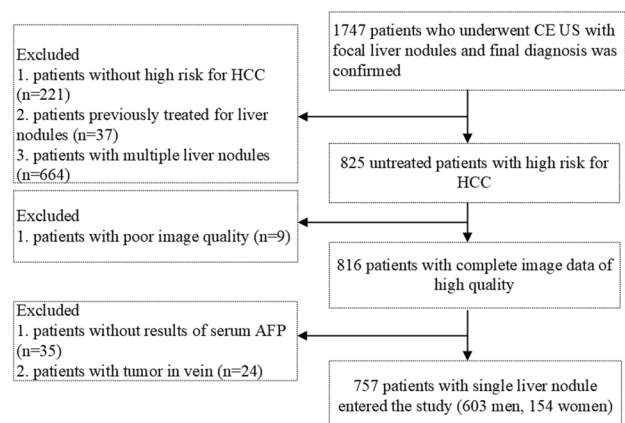 1747 patients who underwent CE US with
focal liver nodules and final diagnosis was
confirmed
Excluded
1. patients without high risk for HCC
(n=221)
2. patients previously treated for liver
nodules (n=37)
3. patients with multiple liver nodules
(n=664)
825 untreated patients with high risk for
HCC
Excluded
1. patients with poor image quality (n=9)
816 patients with complete image data of
high quality
Excluded
1. patients without results of serum AFP
(n=35)
2. patients with tumor in vein (n=24)
757 patients with single liver nodule
entered the study (603 men, 154 women)